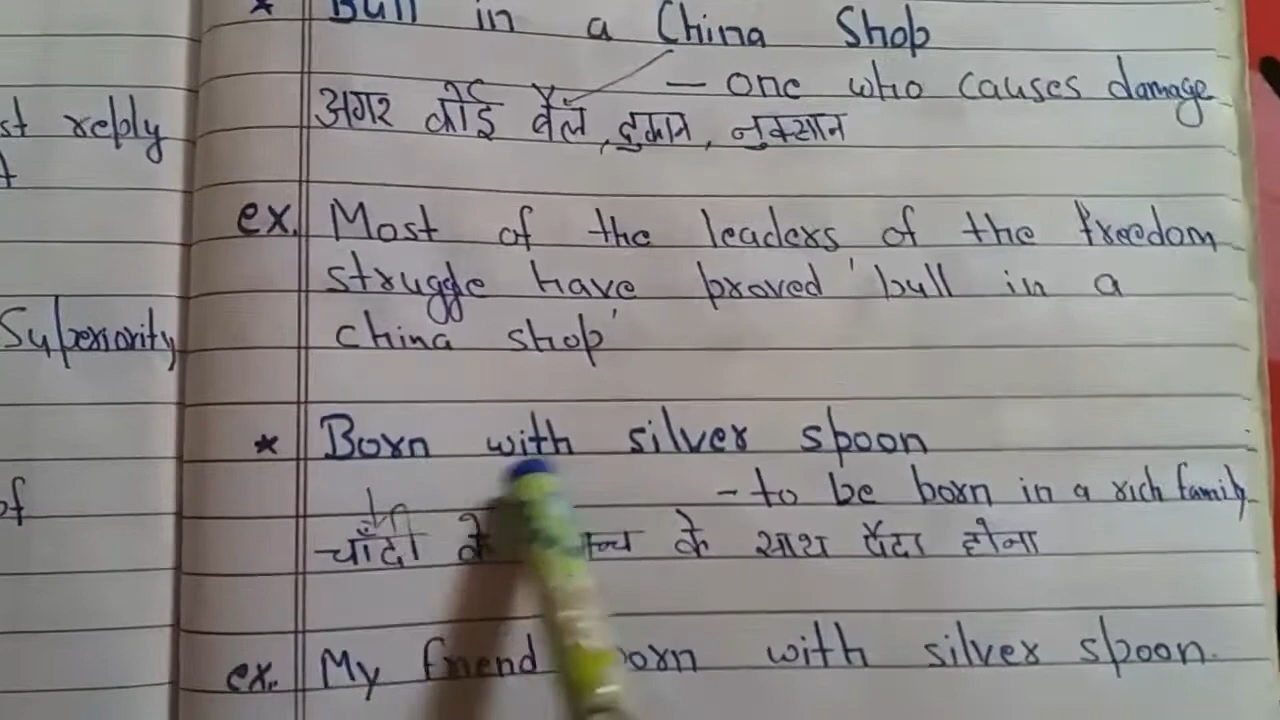 st reply
Superiority
of
* Bull in a China Shop
- one who causes damage
अगर कोई बैल, दुकान, नुक्सान
ex. Most of the leaders of the freedom
struggle have proved 'bull in a
china shop'
* Born with silver spoon
- to be born in a rich family
चाँदी के के साथ पैदा होना
ex. My friend with silver spoon.